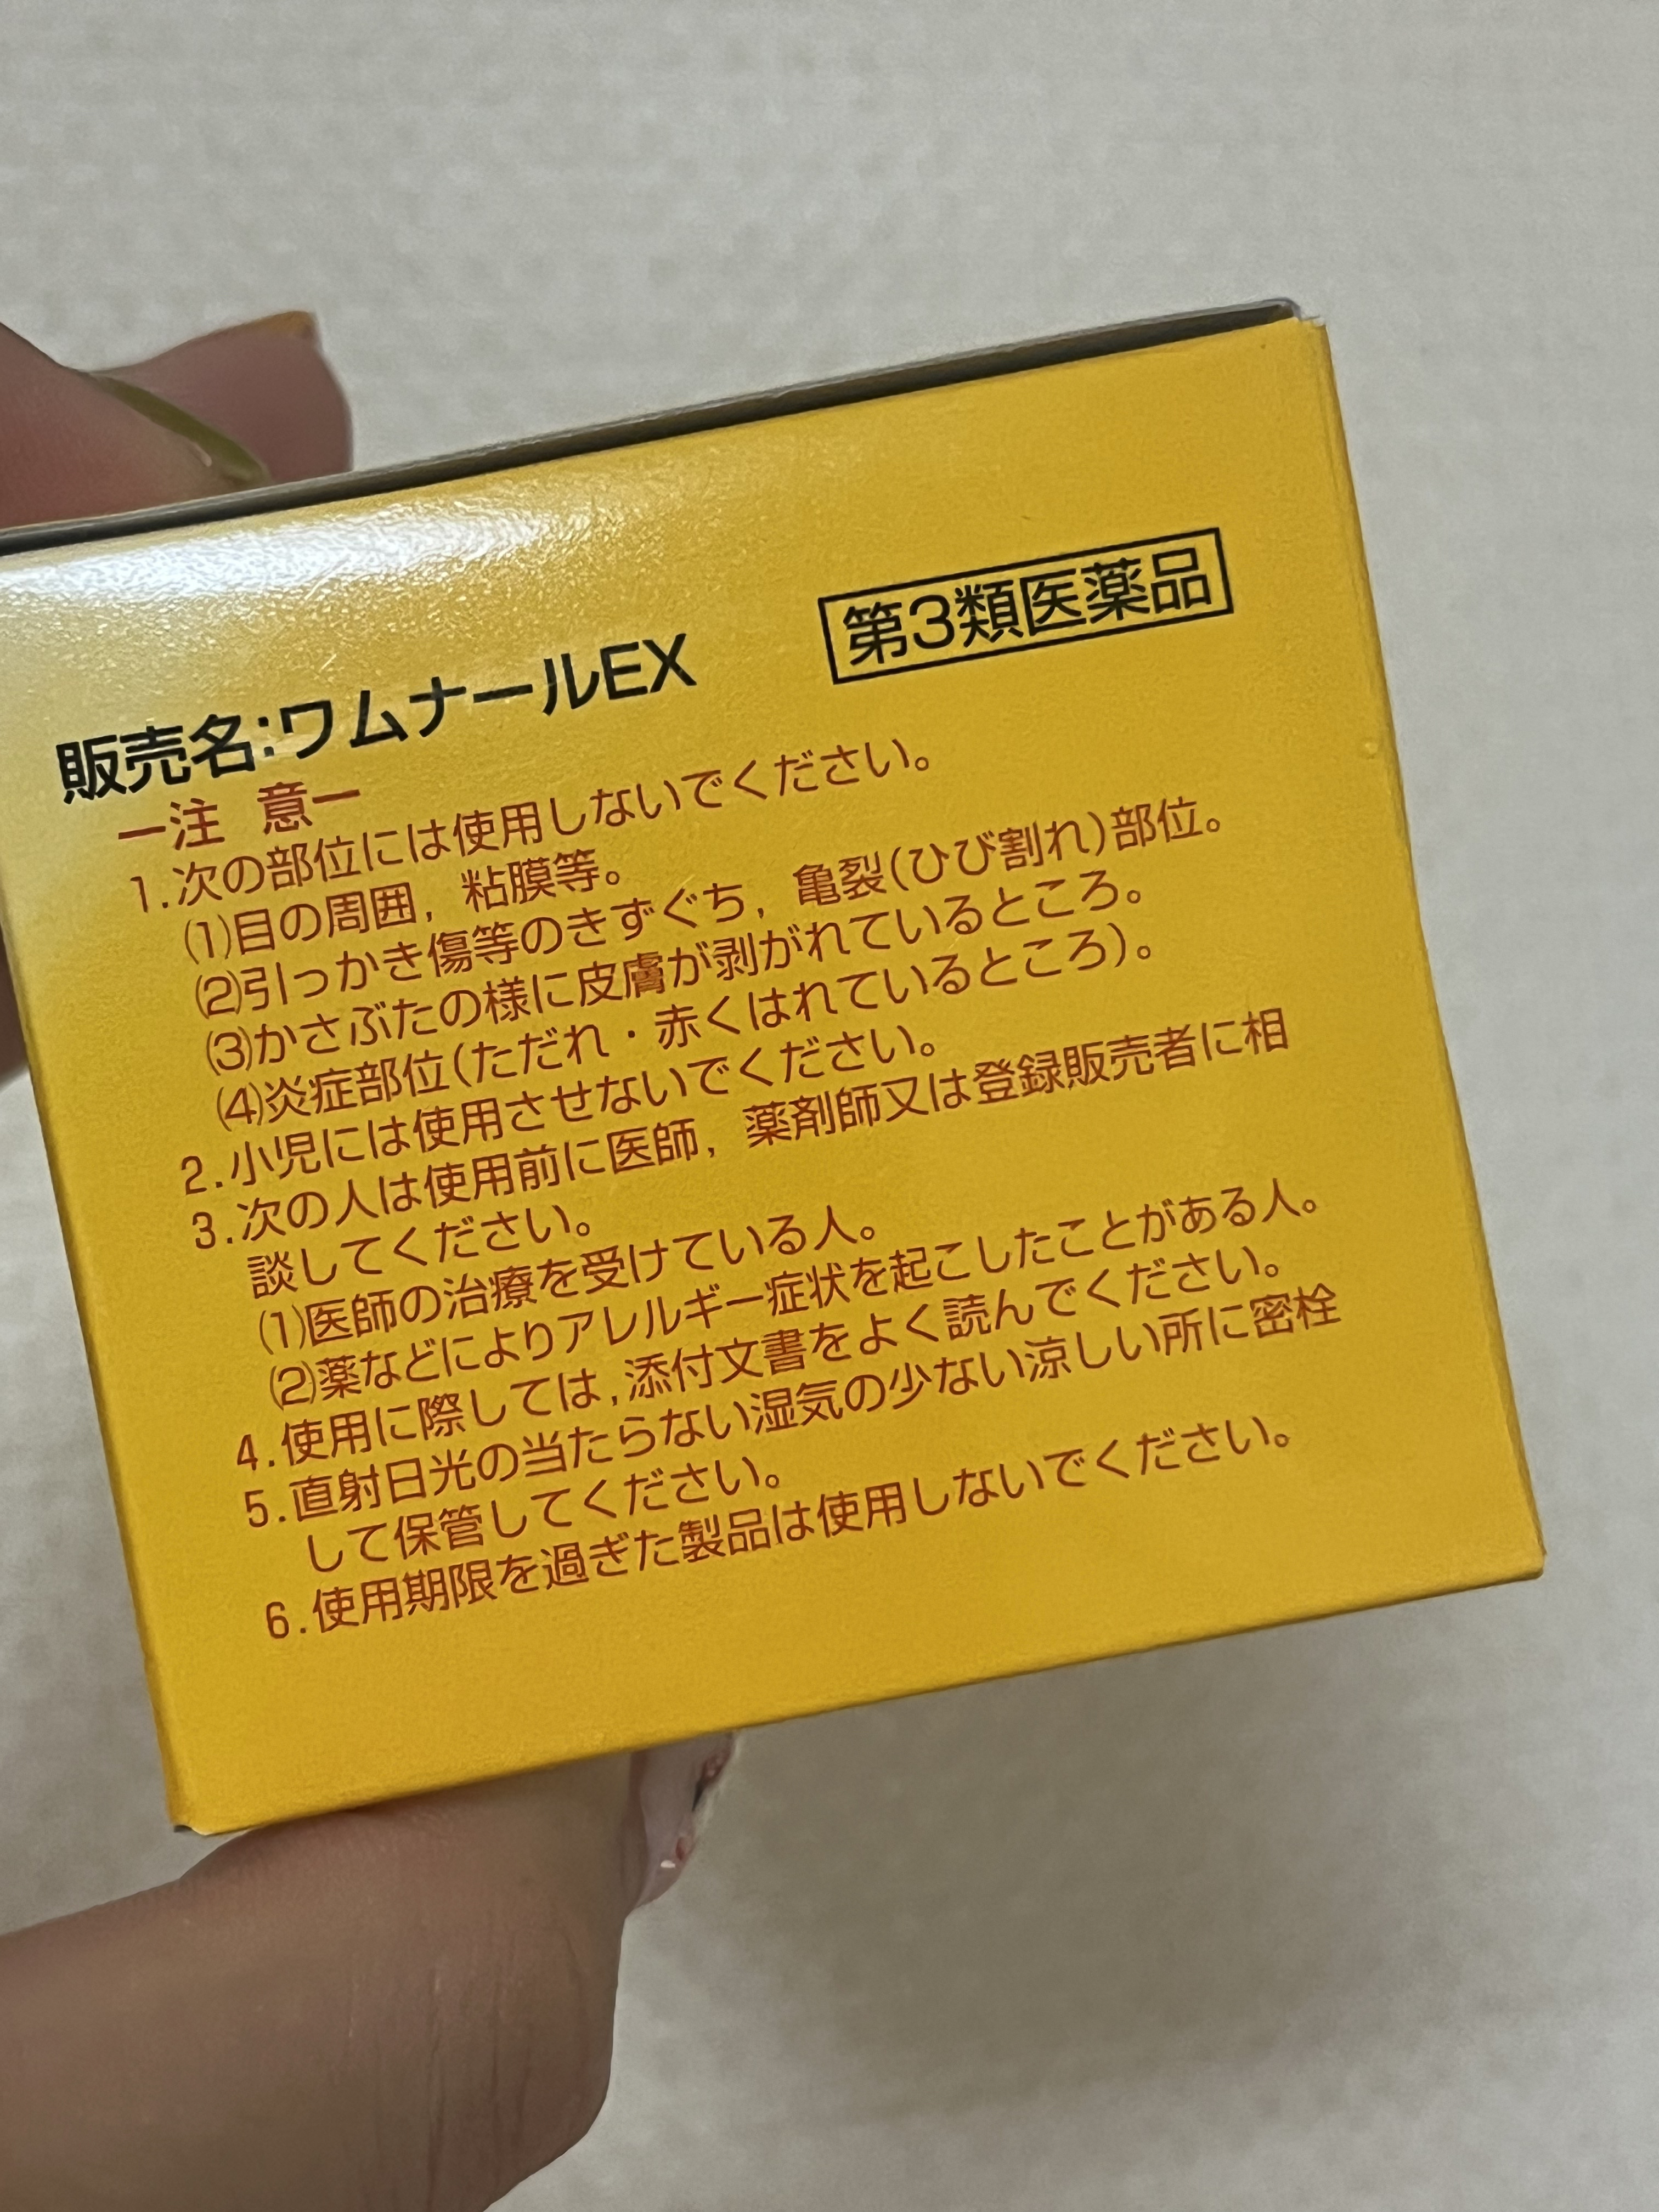 第3類医薬品
販売名:ワムナールEX
ー注 意ー
1.次の部位には使用しないでください。
(1)目の周囲,粘膜等。
(2)引っかき傷等のきずぐち,亀裂(ひび割れ)部位。
(3)かさぶたの様に皮膚が剥がれているところ。
(4)炎症部位(ただれ・赤くはれているところ)。
2.小児には使用させないでください。
3.次の人は使用前に医師,薬剤師又は登録販売者に相
談してください。
(1)医師の治療を受けている人。
(2)薬などによりアレルギー症状を起こしたことがある人。
4.使用に際しては,添付文書をよく読んでください。
5.直射日光の当たらない湿気の少ない涼しい所に密栓
して保管してください。
6.使用期限を過ぎた製品は使用しないでください。